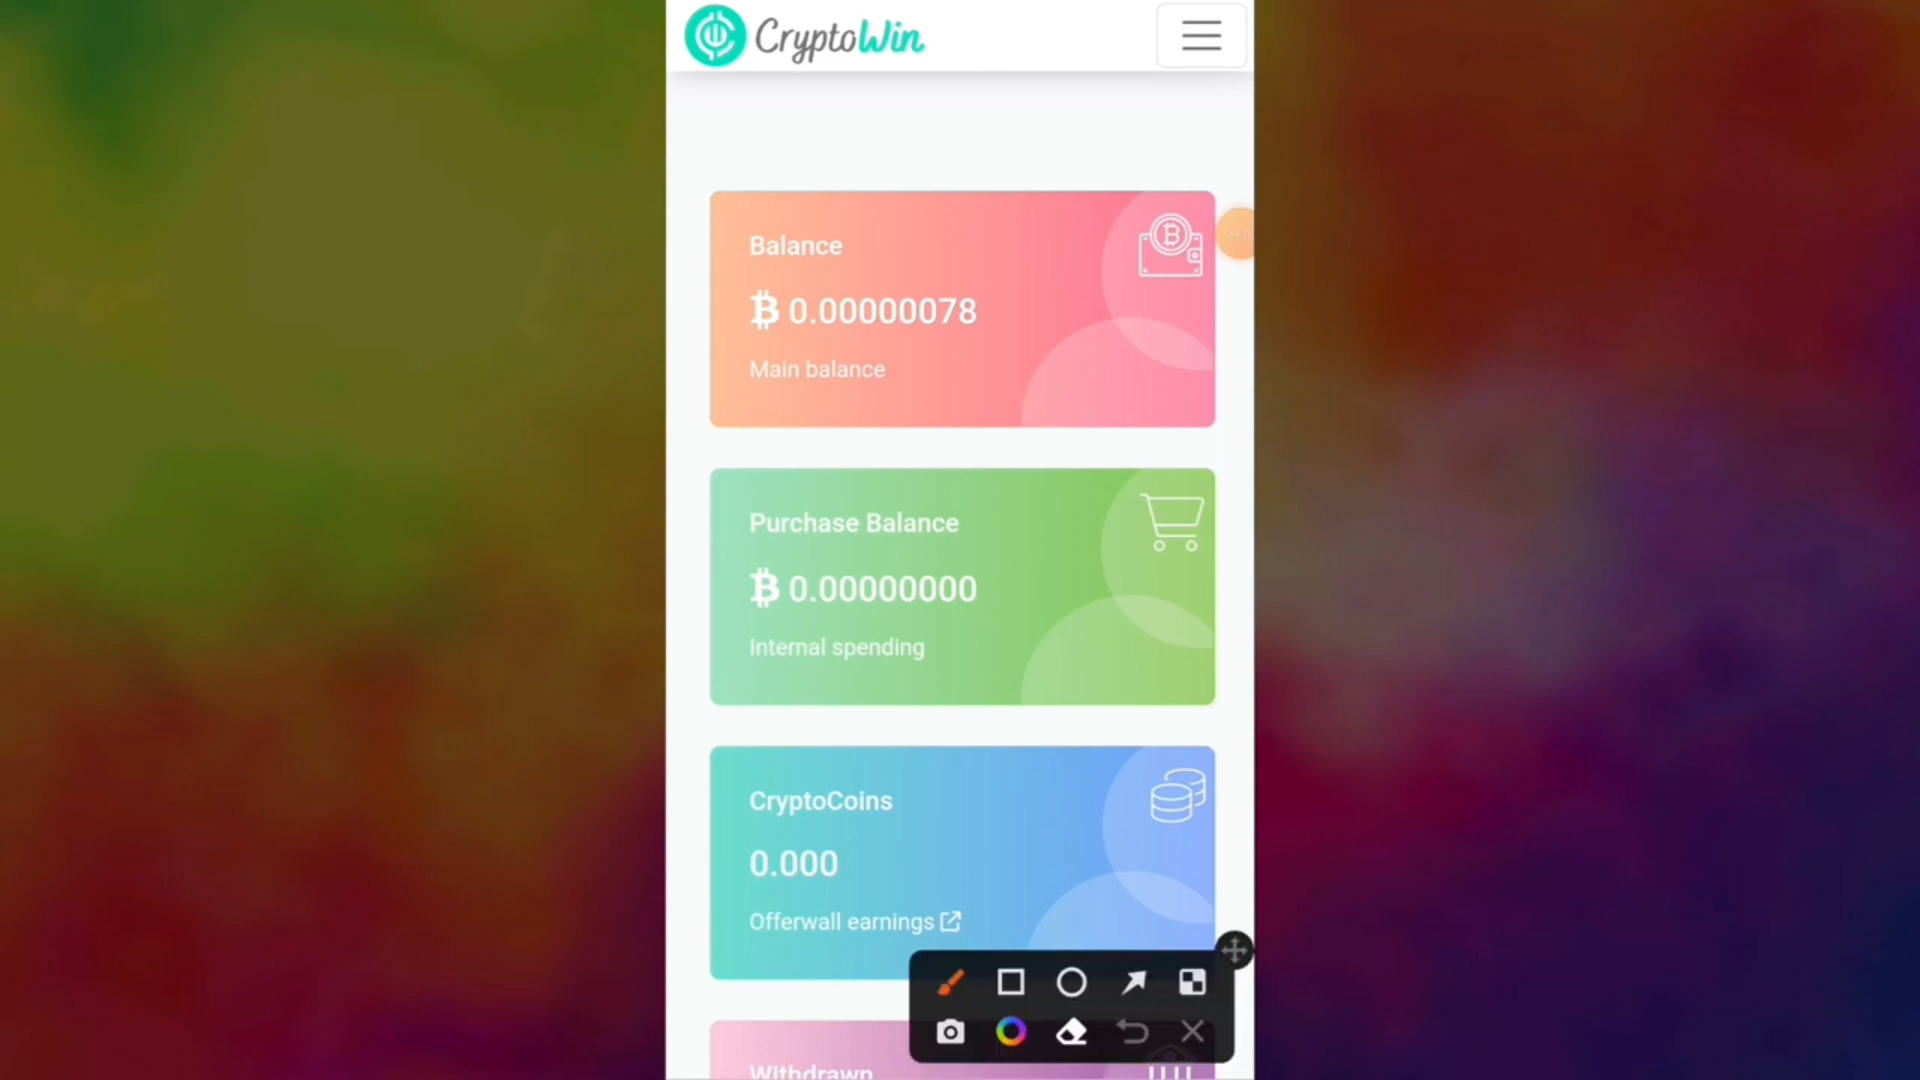 CryptoWin
Balance
0.00000078
Main balance
Purchase Balance
0.00000000
Internal spending
CryptoCoins
0.000
Offerwall earnings
Withdrawn